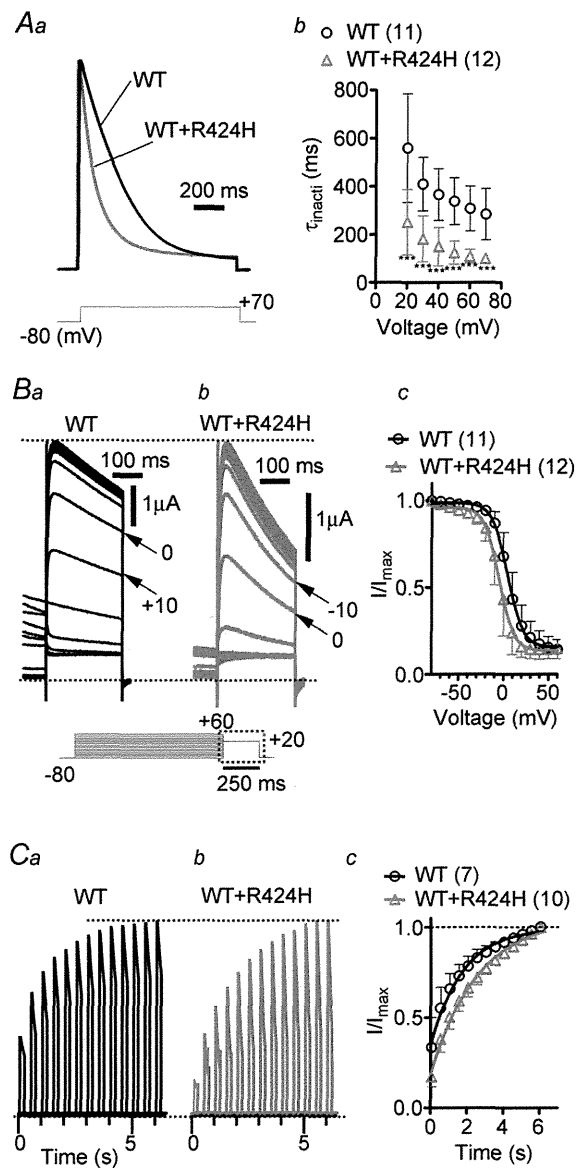 Aa
WT
WT+R424H
200 ms
+70
-80 (mV)
b
WT (11)
WT+R424H (12)
800
600
400
200
0
τinacti (ms)
0 20 40 60 80
Voltage (mV)
Ba
WT
100 ms
1μA
0
+10
b
WT+R424H
100 ms
1μA
-10
0
+60
+20
-80
250 ms
c
WT (11)
WT+R424H (12)
1.0
0.5
0.0
I/Imax
-50 0 50
Voltage (mV)
Ca
WT
0 5
Time (s)
b
WT+R424H
0 5
c
WT (7)
WT+R424H (10)
1.0
0.5
0.0
I/Imax
0 2 4 6
Time (s)